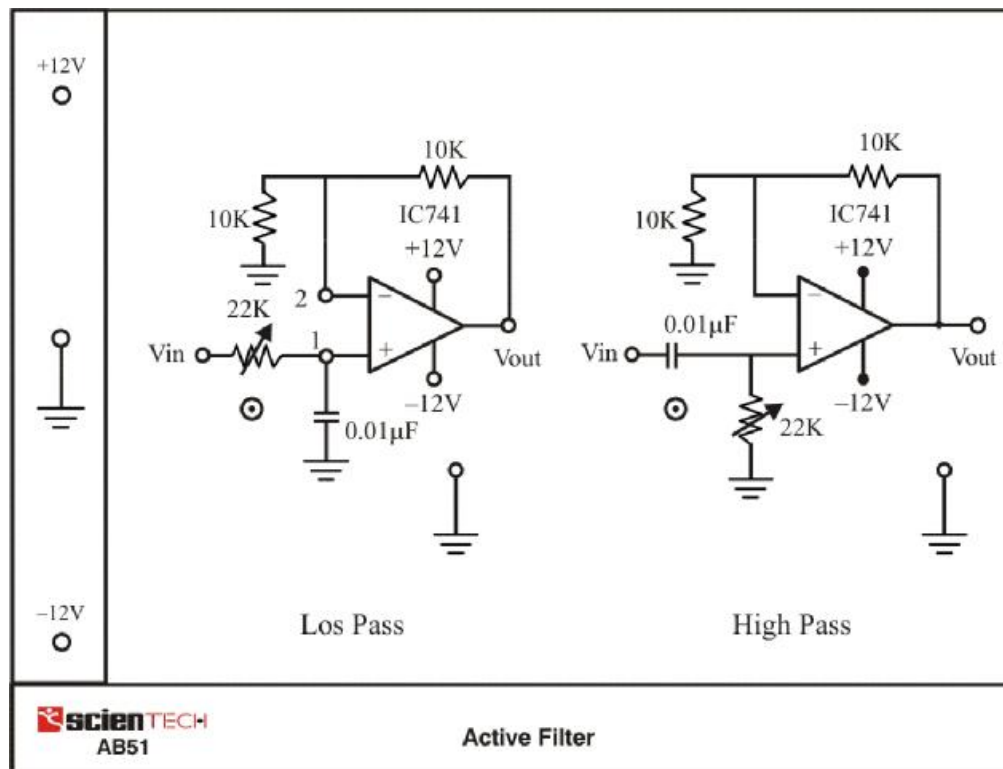 +12V
–12V
10K
10K
IC741
+12V
2
22K
1
Vin
Vout
–12V
0.01µF
Los Pass
10K
10K
IC741
+12V
0.01µF
Vin
Vout
–12V
22K
High Pass
scienTECH
AB51
Active Filter